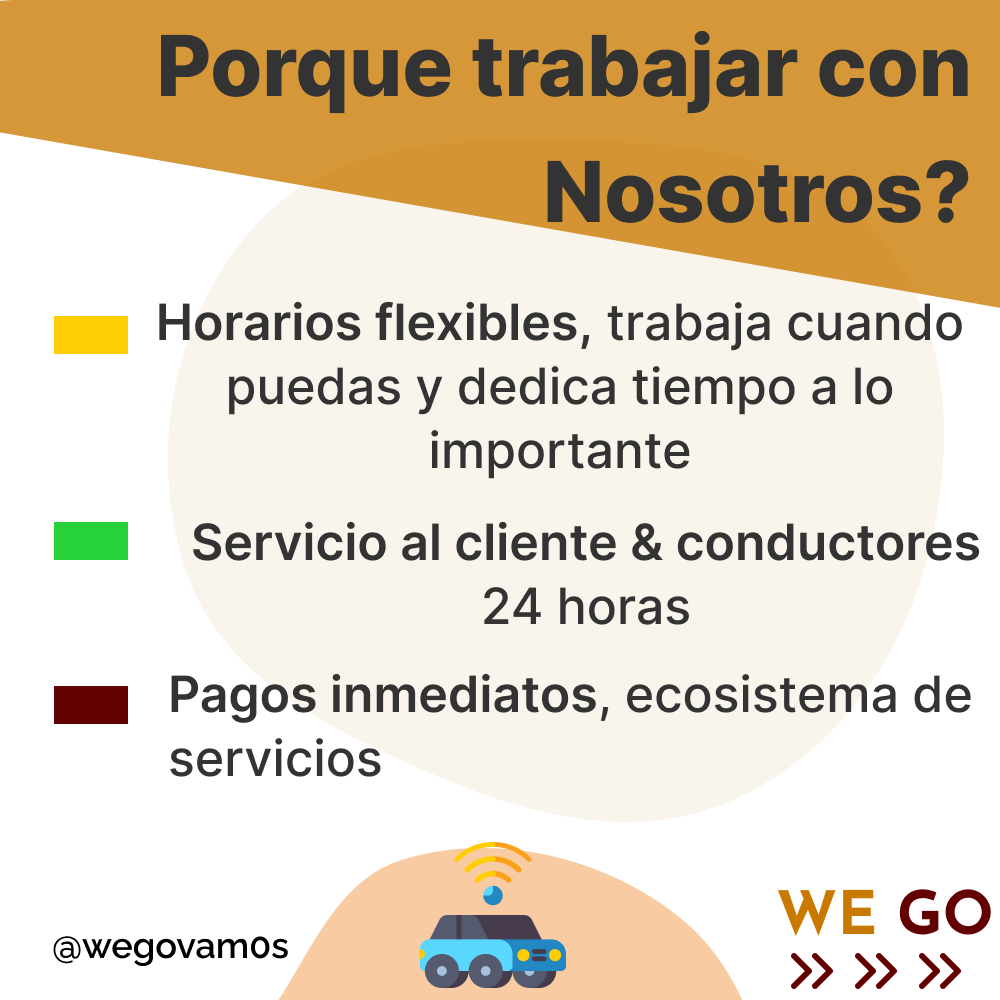 Porque trabajar con
Nosotros?
Horarios flexibles, trabaja cuando
puedas y dedica tiempo a lo
importante
Servicio al cliente & conductores
24 horas
Pagos inmediatos, ecosistema de
servicios
@wegovam0s
WE GO